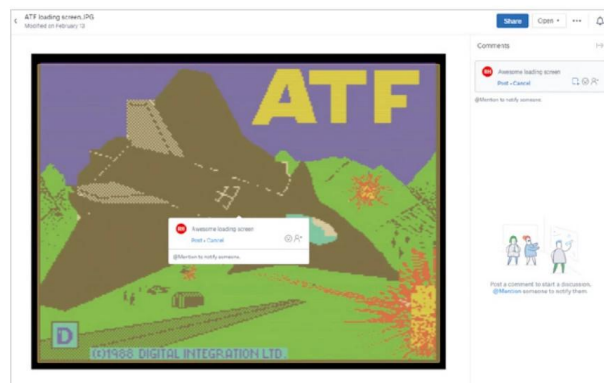 ATF loading screen.JPG
Modified on February 13
Share
Open
Comments
Awesome loading screen
Post • Cancel
@Mention to notify someone.
ATF
Awesome loading screen
Post • Cancel
@Mention to notify someone.
D
(C)1988 DIGITAL INTEGRATION LTD.
Post a comment to start a discussion.
@Mention someone to notify them.